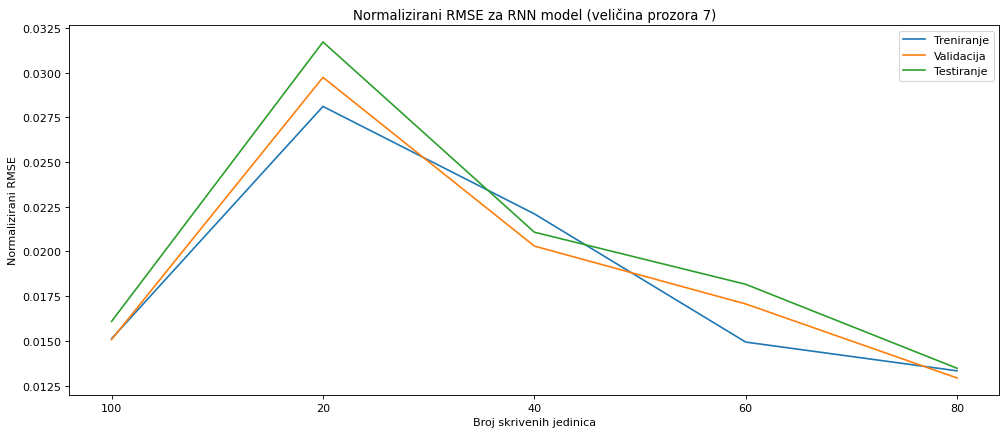 Normalizirani RMSE za RNN model (veličina prozora 7)
Treniranje
Validacija
Testiranje
Normalizirani RMSE
0.0325
0.0300
0.0275
0.0250
0.0225
0.0200
0.0175
0.0150
0.0125
100 20 40 60 80
Broj skrivenih jedinica